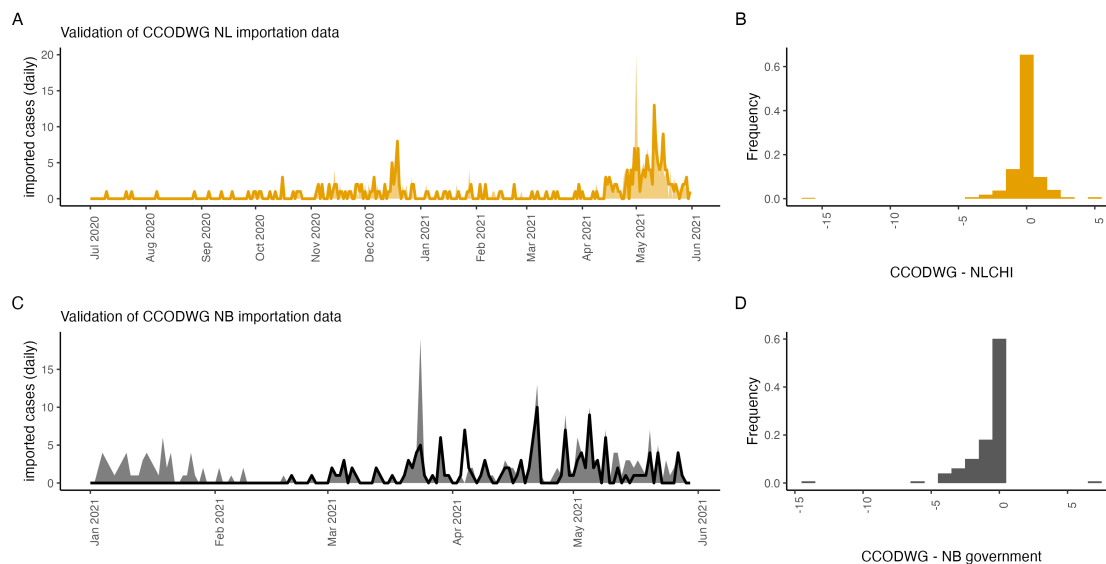 A
Validation of CCODWG NL importation data
imported cases (daily)
20
15
10
5
0
Jul 2020
Aug 2020
Sep 2020
Oct 2020
Nov 2020
Dec 2020
Jan 2021
Feb 2021
Mar 2021
Apr 2021
May 2021
Jun 2021
B
Frequency
0.6
0.4
0.2
0.0
-15
-10
-5
0
5
CCODWG - NLCHI
C
Validation of CCODWG NB importation data
imported cases (daily)
15
10
5
0
Jan 2021
Feb 2021
Mar 2021
Apr 2021
May 2021
Jun 2021
D
Frequency
0.6
0.4
0.2
0.0
-15
-10
-5
0
5
CCODWG - NB government